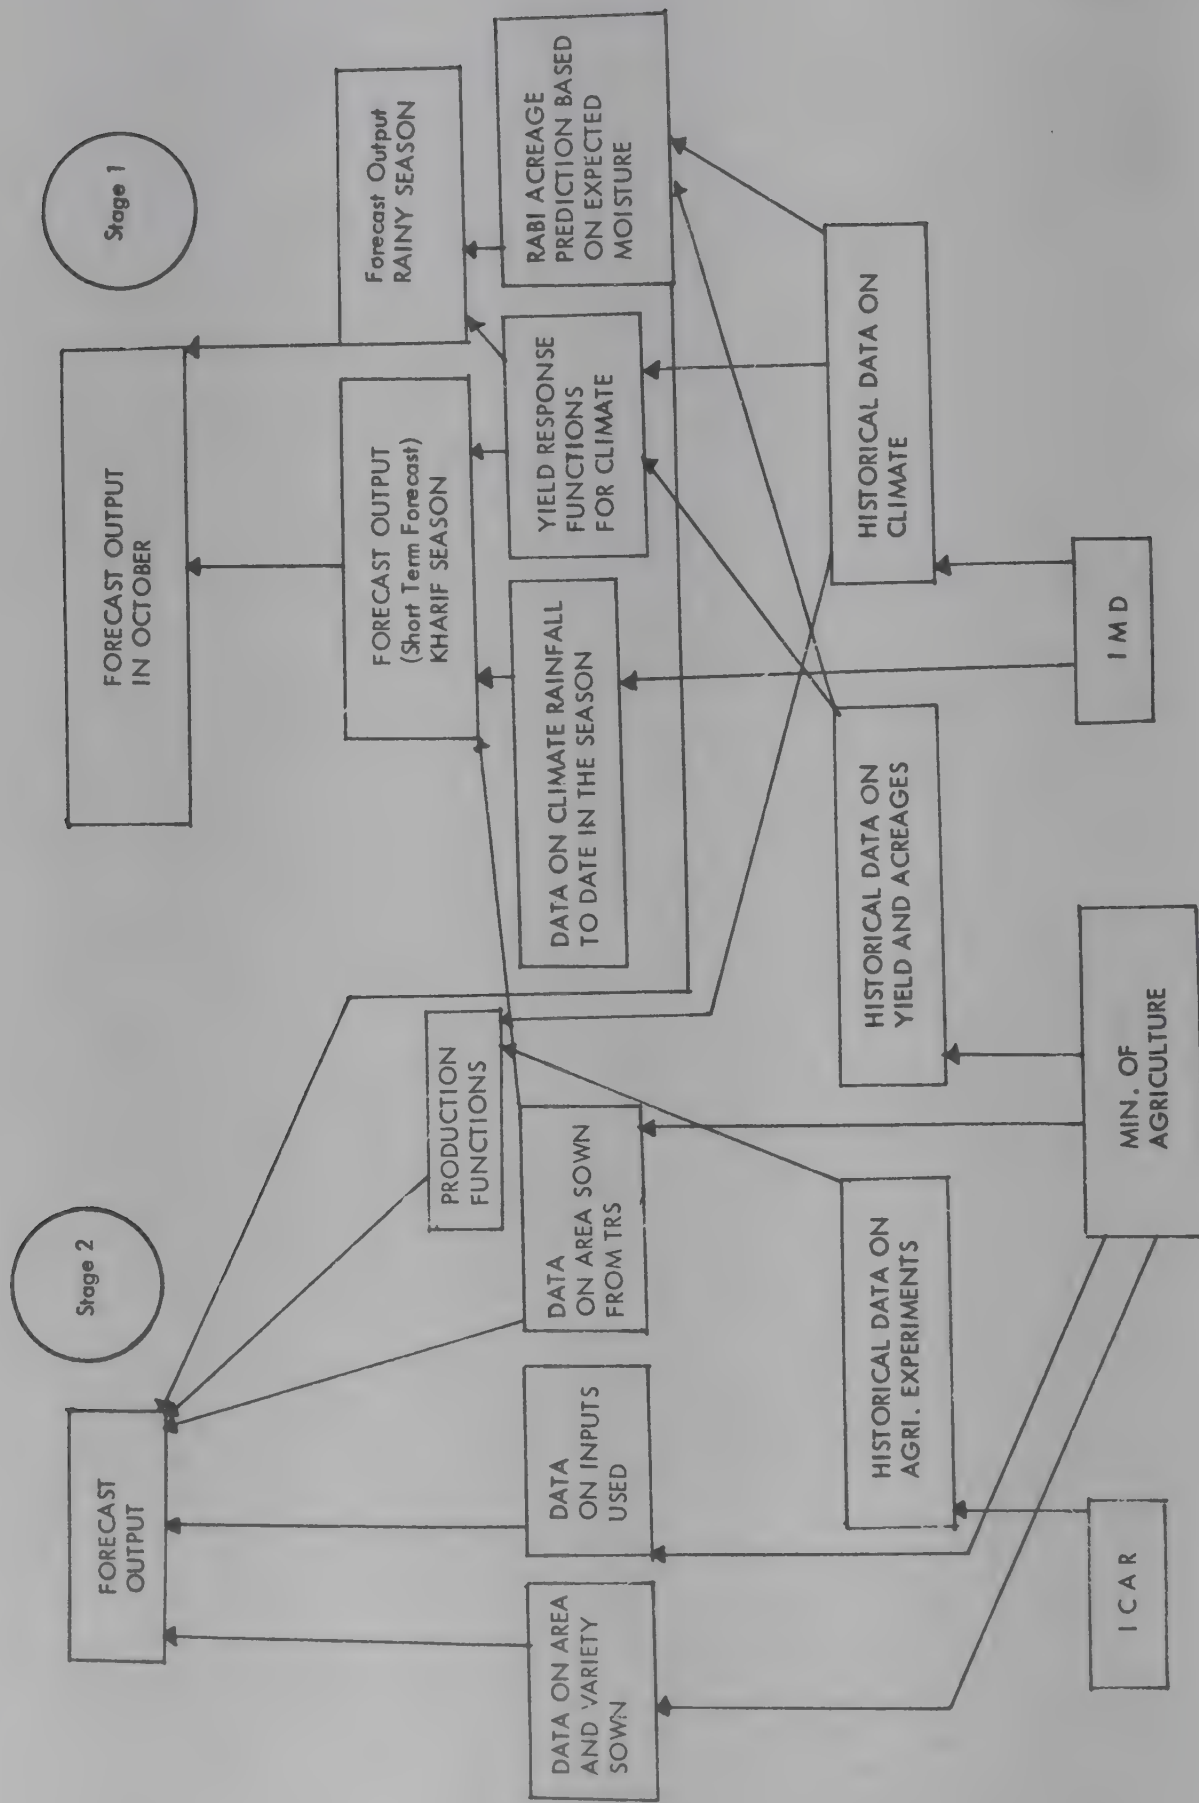 Stage 2
Stage 1
FORECAST
OUTPUT
FORECAST OUTPUT
IN OCTOBER
PRODUCTION
FUNCTIONS
FORECAST OUTPUT
(Short Term Forecast)
KHARIF SEASON
Forecast Output
RAINY SEASON
DATA ON AREA
AND VARIETY
SOWN
DATA
ON INPUTS
USED
DATA
ON AREA SOWN
FROM TRS
DATA ON CLIMATE RAINFALL
TO DATE IN THE SEASON
YIELD RESPONSE
FUNCTIONS
FOR CLIMATE
RABI ACREAGE
PREDICTION BASED
ON EXPECTED
MOISTURE
HISTORICAL DATA ON
AGRI. EXPERIMENTS
HISTORICAL DATA ON
YIELD AND ACREAGES
HISTORICAL DATA ON
CLIMATE
I C A R
MIN. OF
AGRICULTURE
I M D